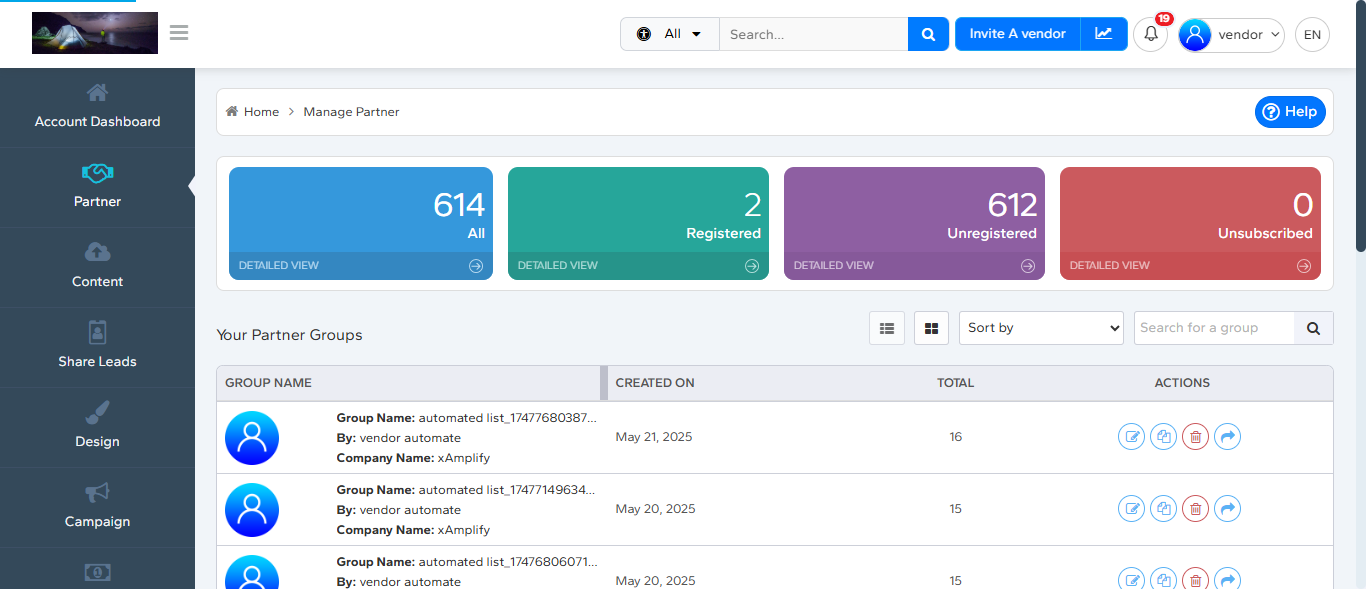 All
Search...
Invite A vendor
19
vendor
EN
Account Dashboard
Partner
Content
Share Leads
Design
Campaign
Home
Manage Partner
Help
614
All
DETAILED VIEW
2
Registered
DETAILED VIEW
612
Unregistered
DETAILED VIEW
0
Unsubscribed
DETAILED VIEW
Your Partner Groups
Sort by
Search for a group
GROUP NAME CREATED ON TOTAL ACTIONS
Group Name: automated list_17477680387...
By: vendor automate
Company Name: xAmplify
May 21, 2025
16
Group Name: automated list_17477149634...
By: vendor automate
Company Name: xAmplify
May 20, 2025
15
Group Name: automated list_17476806071...
By: vendor automate
May 20, 2025
15